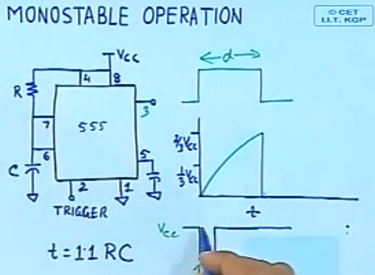 MONOSTABLE OPERATION
© CET
I.I.T. KGP
Vcc
d
R
4 8
3
7
555
2/3 Vcc
6
5
C
1/3 Vcc
2 1
t
TRIGGER
Vcc
t = 1.1 RC